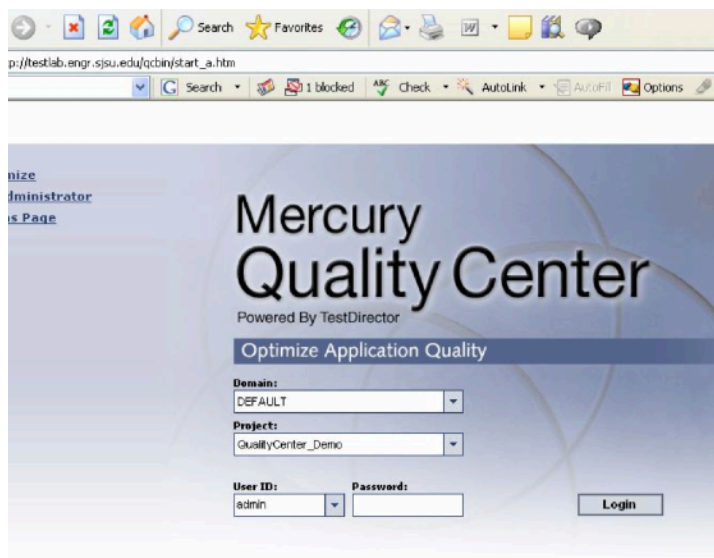 Search Favorites
p://testlab.engr.sjsu.edu/qcbin/start_a.htm
G Search 1 blocked ABC Check AutoLink AutoFill Options
nize
dministrator
s Page
Mercury
Quality Center
Powered By TestDirector
Optimize Application Quality
Domain:
DEFAULT
Project:
QualityCenter_Demo
User ID: Password:
admin
Login